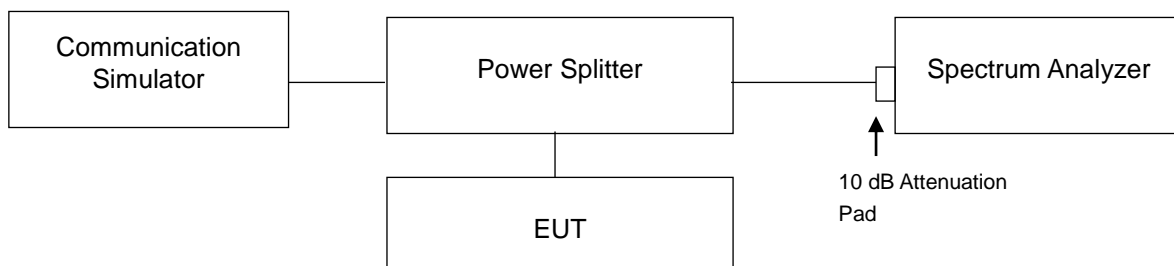 Communication
Simulator
Power Splitter
Spectrum Analyzer
10 dB Attenuation
Pad
EUT